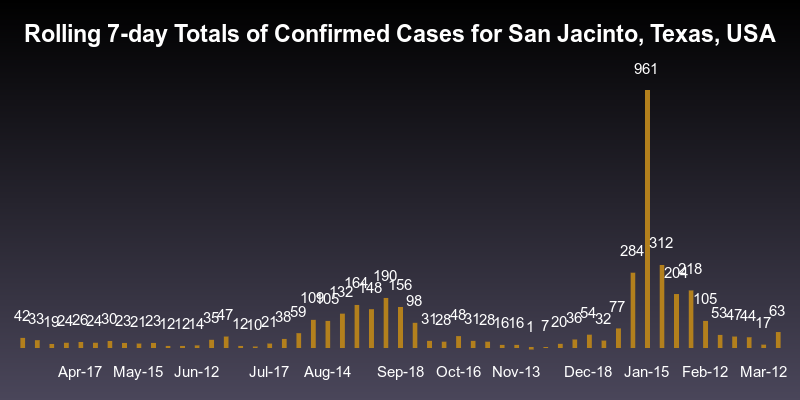 Rolling 7-day Totals of Confirmed Cases for San Jacinto, Texas, USA
961
284 312 204 218
42 33 19 24 26 24 30 23 21 23 12 12 14 35 47 12 10 21 38 59 109 105 132 164 148 190 156 98 31 28 48 31 28 16 16 1 7 20 36 54 32 77 105 53 47 44 17 63
Apr-17 May-15 Jun-12 Jul-17 Aug-14 Sep-18 Oct-16 Nov-13 Dec-18 Jan-15 Feb-12 Mar-12